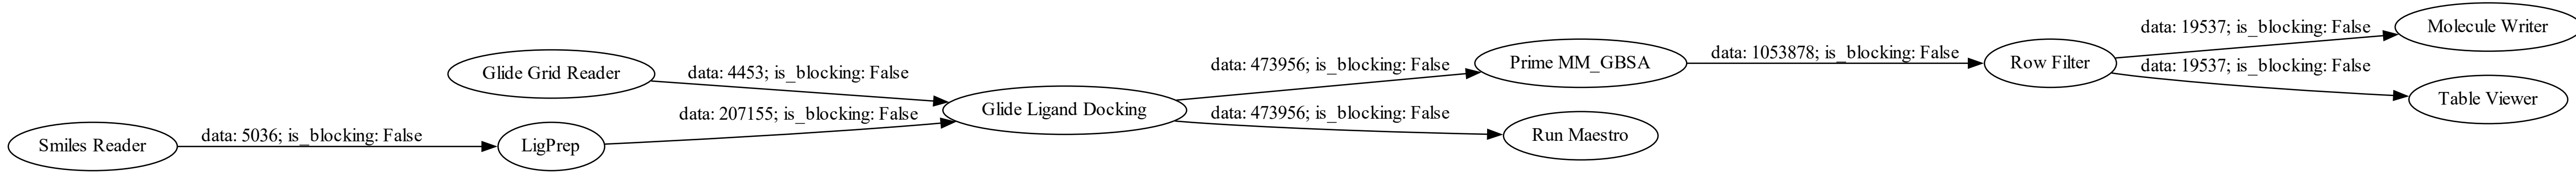 Smiles Reader
data: 5036; is_blocking: False
LigPrep
Glide Grid Reader
data: 4453; is_blocking: False
data: 207155; is_blocking: False
Glide Ligand Docking
data: 473956; is_blocking: False
data: 473956; is_blocking: False
Prime MM_GBSA
Run Maestro
data: 1053878; is_blocking: False
Row Filter
data: 19537; is_blocking: False
data: 19537; is_blocking: False
Molecule Writer
Table Viewer